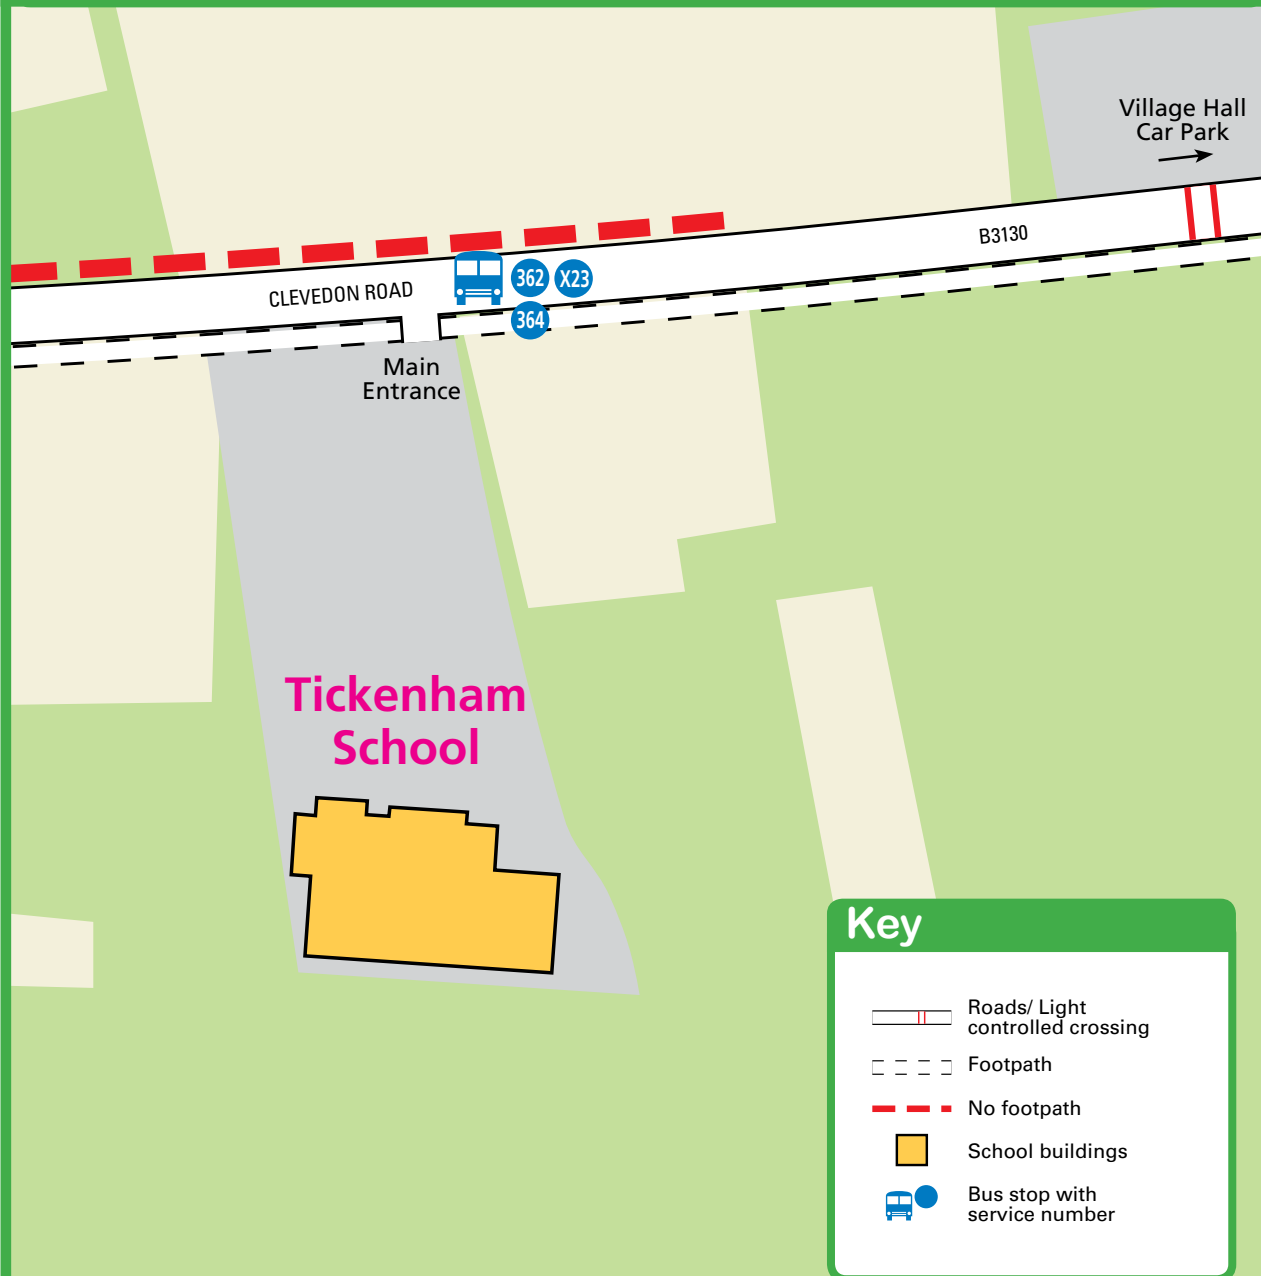 Village Hall
Car Park
B3130
CLEVEDON ROAD
362
X23
364
Main
Entrance
Tickenham
School
Key
Roads/ Light
controlled crossing
Footpath
No footpath
School buildings
Bus stop with
service number